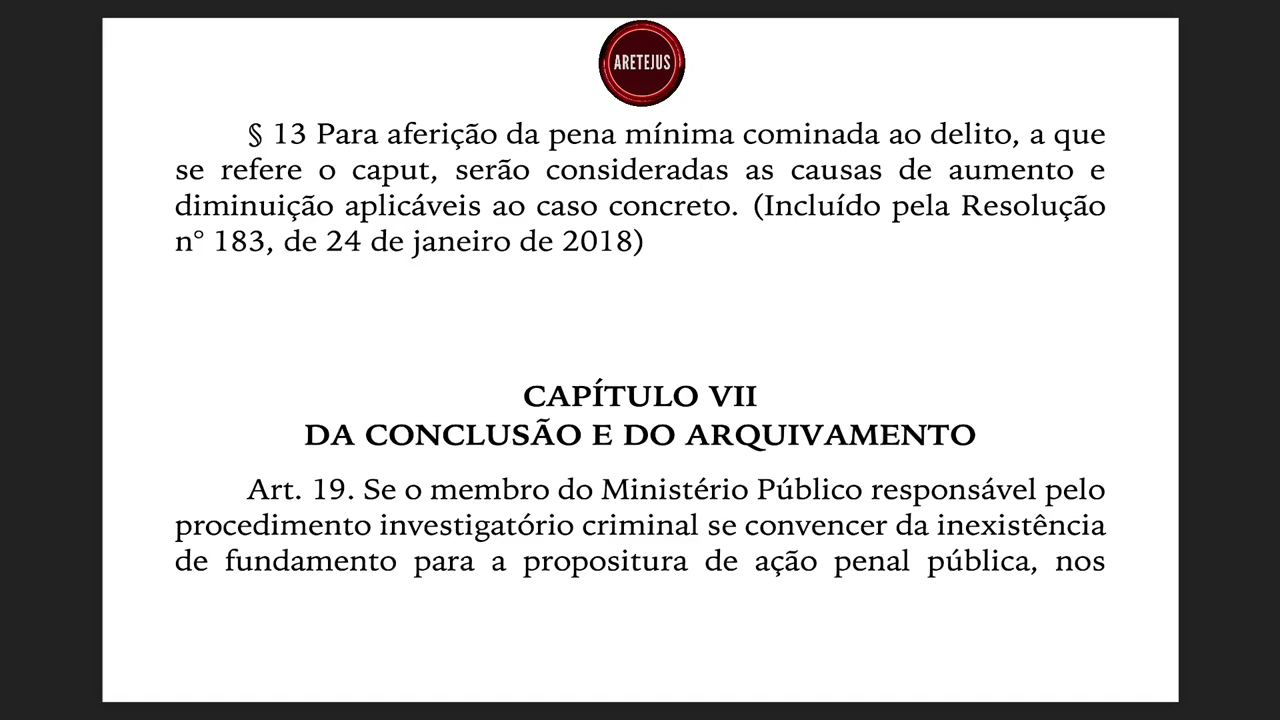 ARETEJUS
§ 13 Para aferição da pena mínima cominada ao delito, a que
se refere o caput, serão consideradas as causas de aumento e
diminuição aplicáveis ao caso concreto. (Incluído pela Resolução
n° 183, de 24 de janeiro de 2018)
CAPÍTULO VII
DA CONCLUSÃO E DO ARQUIVAMENTO
Art. 19. Se o membro do Ministério Público responsável pelo
procedimento investigatório criminal se convencer da inexistência
de fundamento para a propositura de ação penal pública, nos